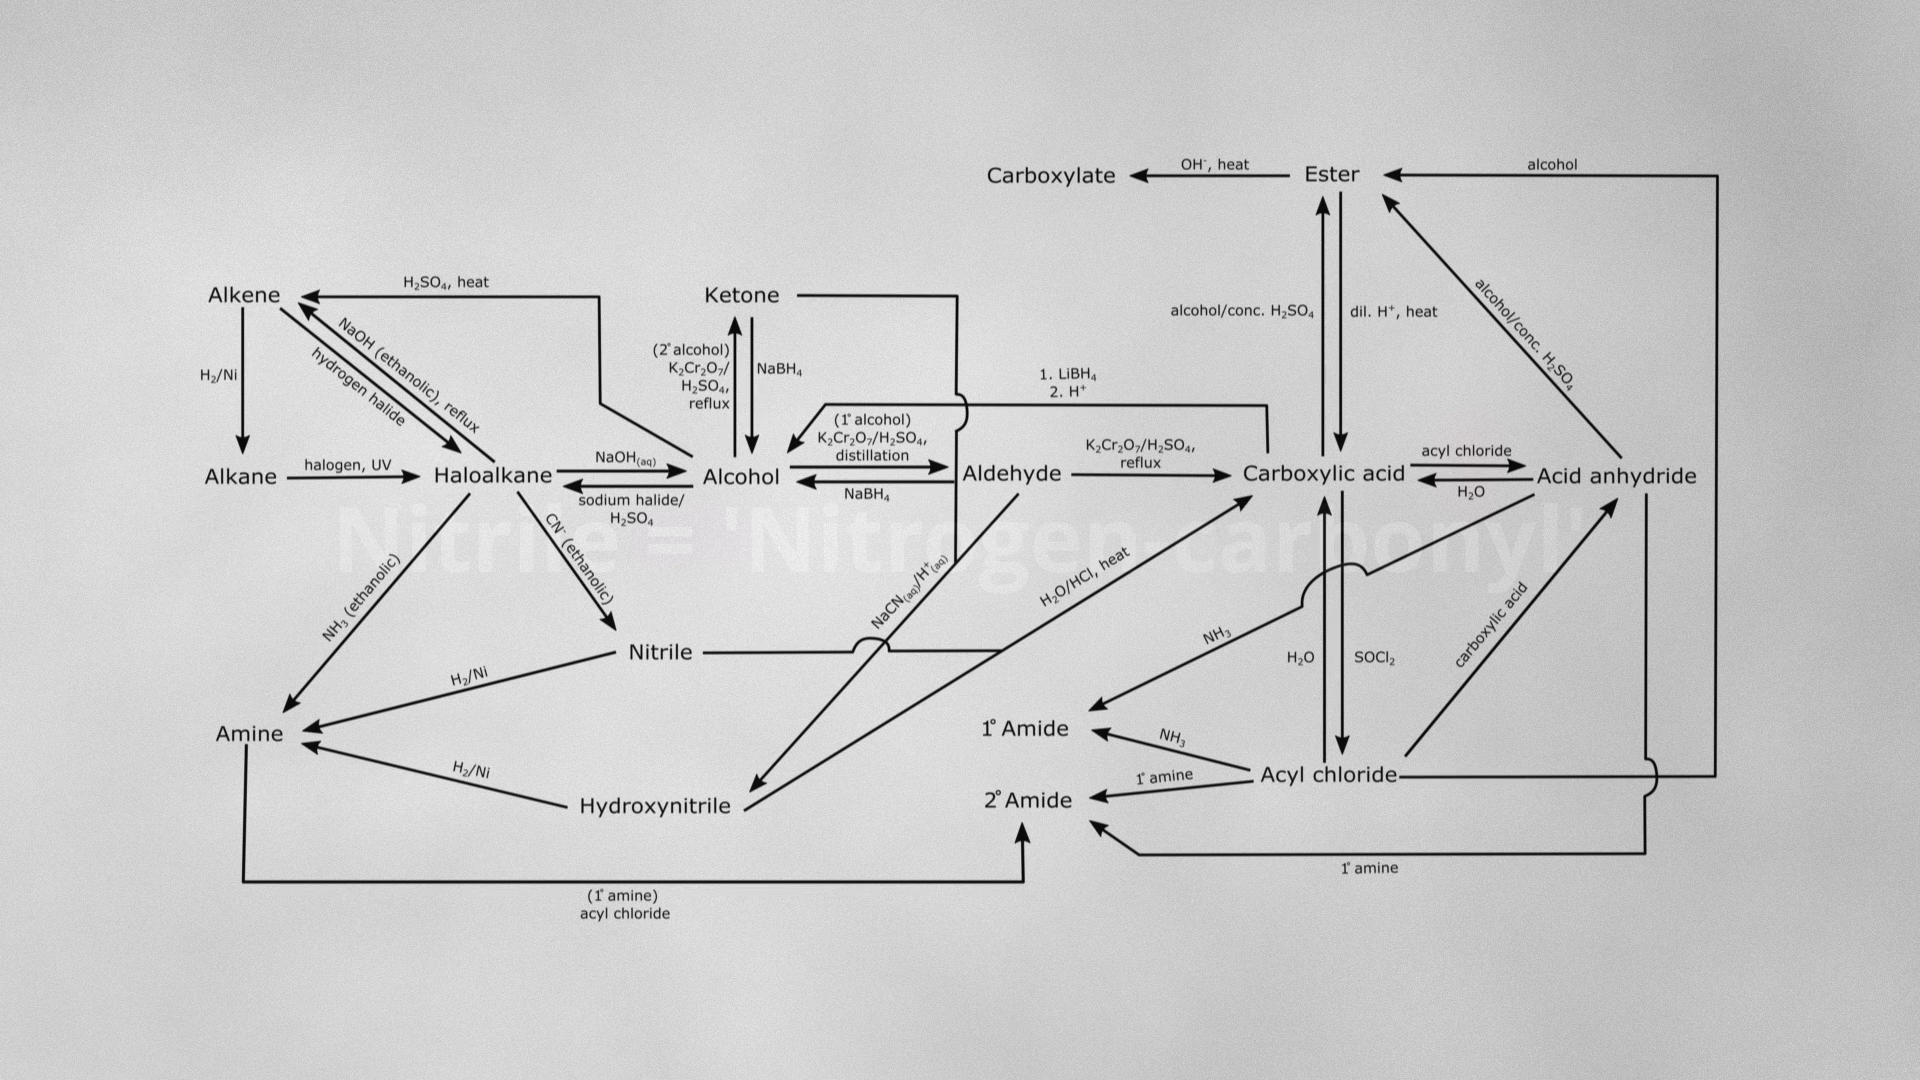 OH⁻, heat
alcohol
Carboxylate
Ester
H₂SO₄, heat
Alkene
Ketone
alcohol/conc. H₂SO₄
dil. H⁺, heat
alcohol/conc. H₂SO₄
NaOH (ethanolic), reflux
hydrogen halide
H₂/Ni
(2° alcohol)
K₂Cr₂O₇/
H₂SO₄,
reflux
NaBH₄
1. LiBH₄
2. H⁺
(1° alcohol)
K₂Cr₂O₇/H₂SO₄,
distillation
K₂Cr₂O₇/H₂SO₄,
reflux
acyl chloride
halogen, UV
NaOH(aq)
Alkane
Haloalkane
Alcohol
Aldehyde
Carboxylic acid
Acid anhydride
sodium halide/
H₂SO₄
NaBH₄
H₂O
Nitrile = 'Nitrogen-carbonyl'
NH₃ (ethanolic)
CN⁻ (ethanolic)
NaCN(aq)/H⁺(aq)
H₂O/HCl, heat
carboxylic acid
NH₃
Nitrile
H₂O
SOCl₂
H₂/Ni
Amine
1° Amide
NH₃
H₂/Ni
1° amine
Acyl chloride
Hydroxynitrile
2° Amide
1° amine
(1° amine)
acyl chloride